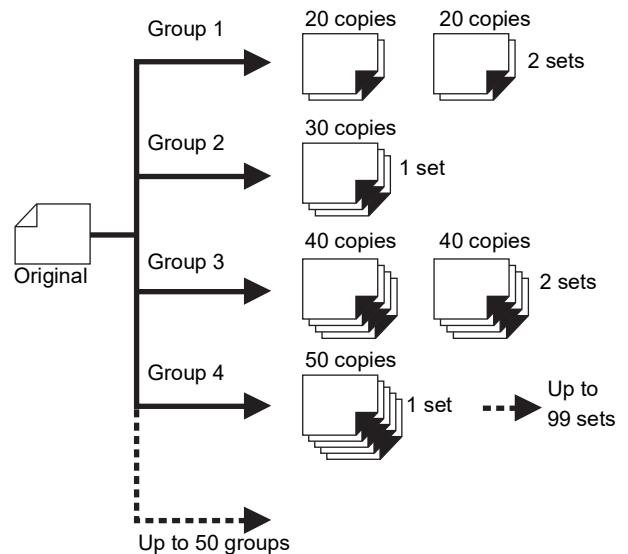 Group 1
20 copies
20 copies
2 sets
Group 2
30 copies
1 set
Original
Group 3
40 copies
40 copies
2 sets
Group 4
50 copies
1 set
Up to
99 sets
Up to 50 groups